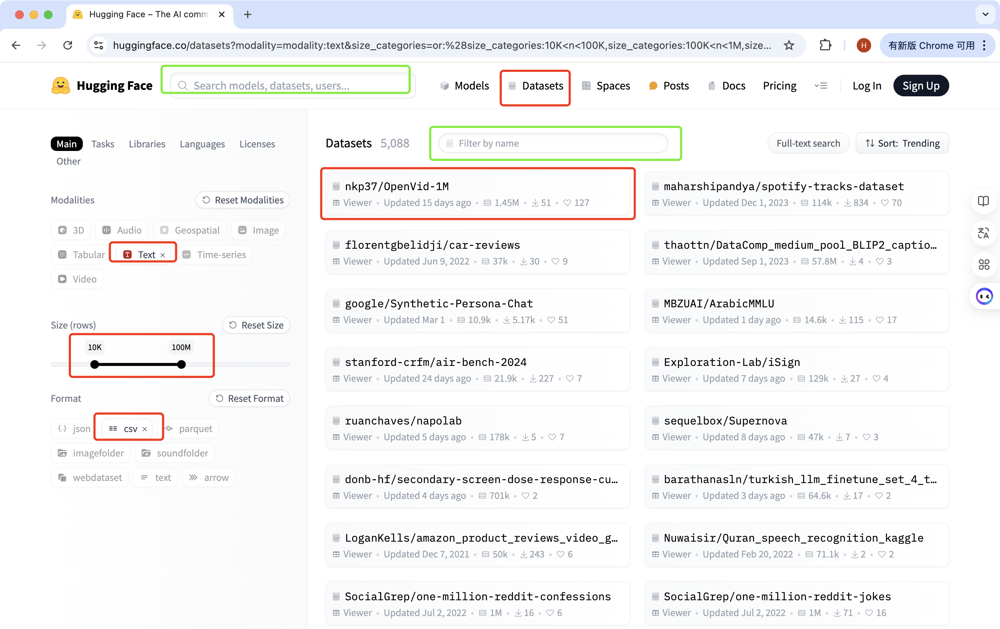 Hugging Face – The AI comm
huggingface.co/datasets?modality=modality:text&size_categories=or:%28size_categories:10K<n<100K,size_categories:100K<n<1M,size...
H
有新版 Chrome 可用
Hugging Face
Search models, datasets, users...
Models
Datasets
Spaces
Posts
Docs
Pricing
Log In
Sign Up
Main
Tasks
Libraries
Languages
Licenses
Other
Modalities
Reset Modalities
3D
Audio
Geospatial
Image
Tabular
Text ×
Time-series
Video
Size (rows)
Reset Size
10K
100M
Format
Reset Format
json
csv ×
parquet
imagefolder
soundfolder
webdataset
text
arrow
Datasets 5,088
Filter by name
Full-text search
Sort: Trending
nkp37/OpenVid-1M
Viewer • Updated 15 days ago • 1.45M • 51 • 127
maharshipandya/spotify-tracks-dataset
Viewer • Updated Dec 1, 2023 • 114k • 834 • 70
florentgbelidji/car-reviews
Viewer • Updated Jun 9, 2022 • 37k • 30 • 9
thaottn/DataComp_medium_pool_BLIP2_captio…
Viewer • Updated Sep 1, 2023 • 57.8M • 4 • 3
google/Synthetic-Persona-Chat
Viewer • Updated Mar 1 • 10.9k • 5.17k • 51
MBZUAI/ArabicMMLU
Viewer • Updated 1 day ago • 14.6k • 115 • 17
stanford-crfm/air-bench-2024
Viewer • Updated 24 days ago • 21.9k • 227 • 7
Exploration-Lab/iSign
Viewer • Updated 7 days ago • 129k • 27 • 4
ruanchaves/napolab
Viewer • Updated 5 days ago • 178k • 5 • 7
sequelbox/Supernova
Viewer • Updated 8 days ago • 47k • 7 • 3
donb-hf/secondary-screen-dose-response-cu…
Viewer • Updated 4 days ago • 701k • 2
barathanasln/turkish_llm_finetune_set_4_t…
Viewer • Updated 3 days ago • 64.6k • 17 • 2
LoganKells/amazon_product_reviews_video_g…
Viewer • Updated Dec 7, 2021 • 50k • 243 • 6
Nuwaisir/Quran_speech_recognition_kaggle
Viewer • Updated Feb 20, 2022 • 71.1k • 2 • 2
SocialGrep/one-million-reddit-confessions
Viewer • Updated Jul 2, 2022 • 1M • 16 • 6
SocialGrep/one-million-reddit-jokes
Viewer • Updated Jul 2, 2022 • 1M • 71 • 16